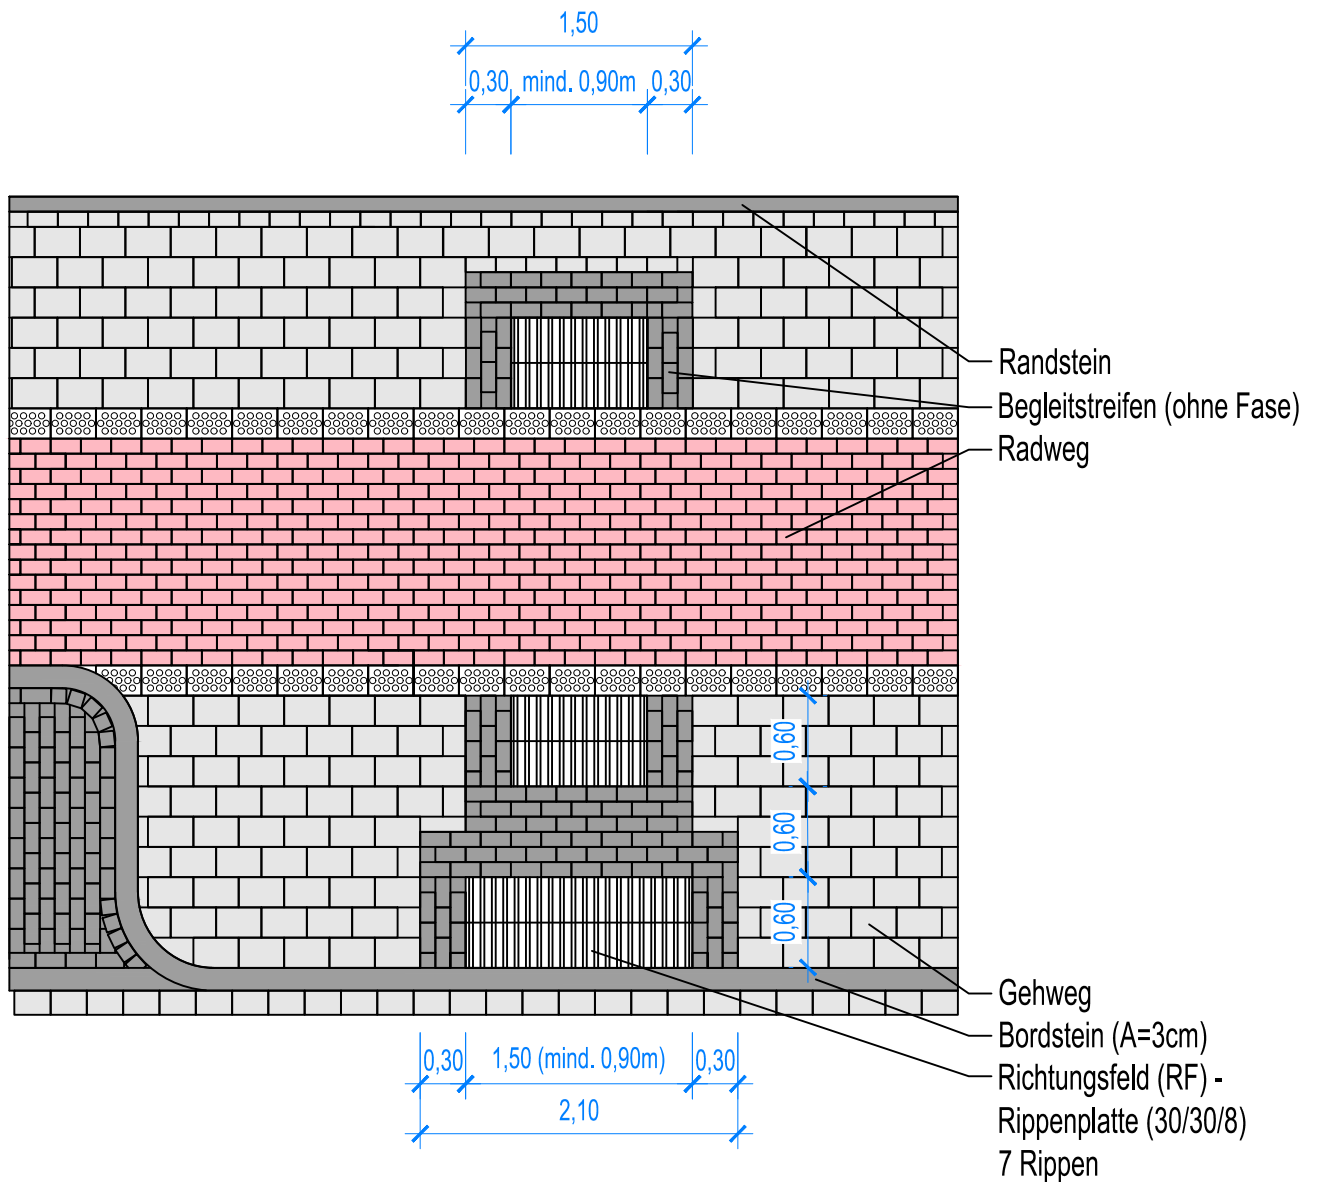 1,50
0,30 mind. 0,90m 0,30
Randstein
Begleitstreifen (ohne Fase)
Radweg
0,60
0,60
0,60
Gehweg
Bordstein (A=3cm)
Richtungsfeld (RF) -
Rippenplatte (30/30/8)
7 Rippen
0,30 1,50 (mind. 0,90m) 0,30
2,10